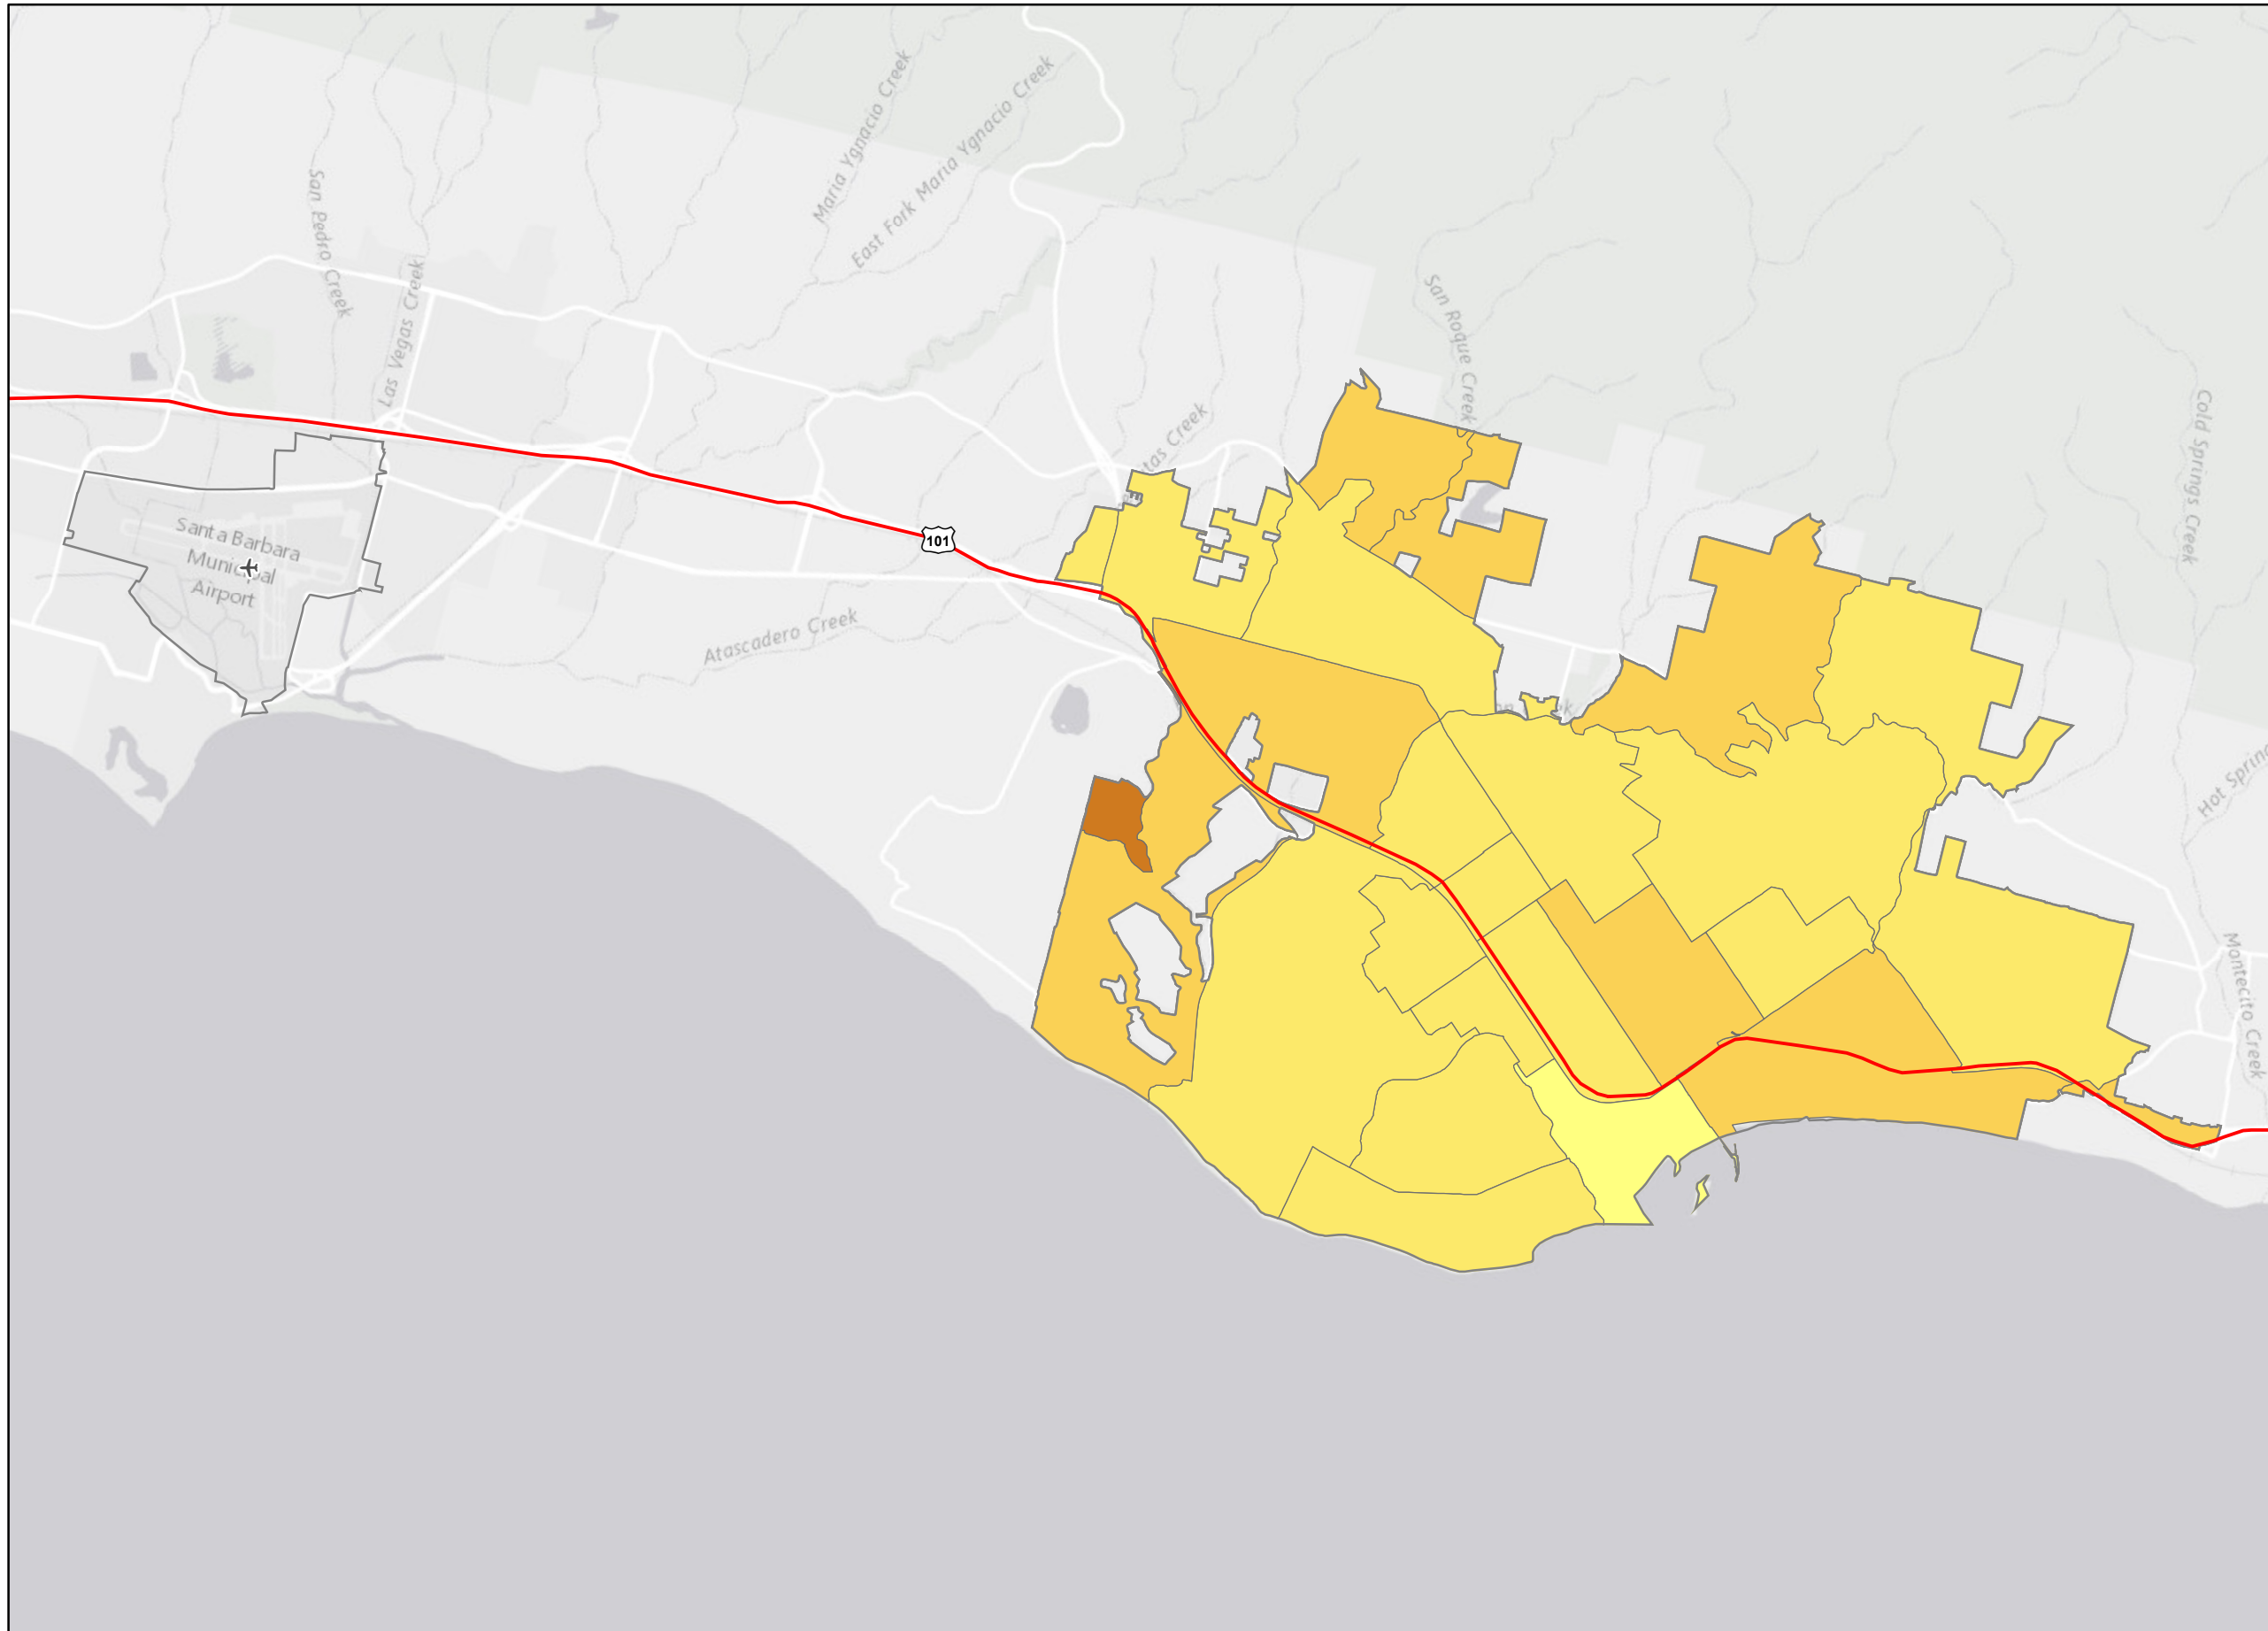 Maria Ygnacio Creek
East Fork Maria Ygnacio Creek
San Pedro Creek
Las Vegas Creek
San Roque Creek
Cold Springs Creek
Creek
101
Santa Barbara
Municipal
Airport
Atascadero Creek
Hot
Montecito Creek